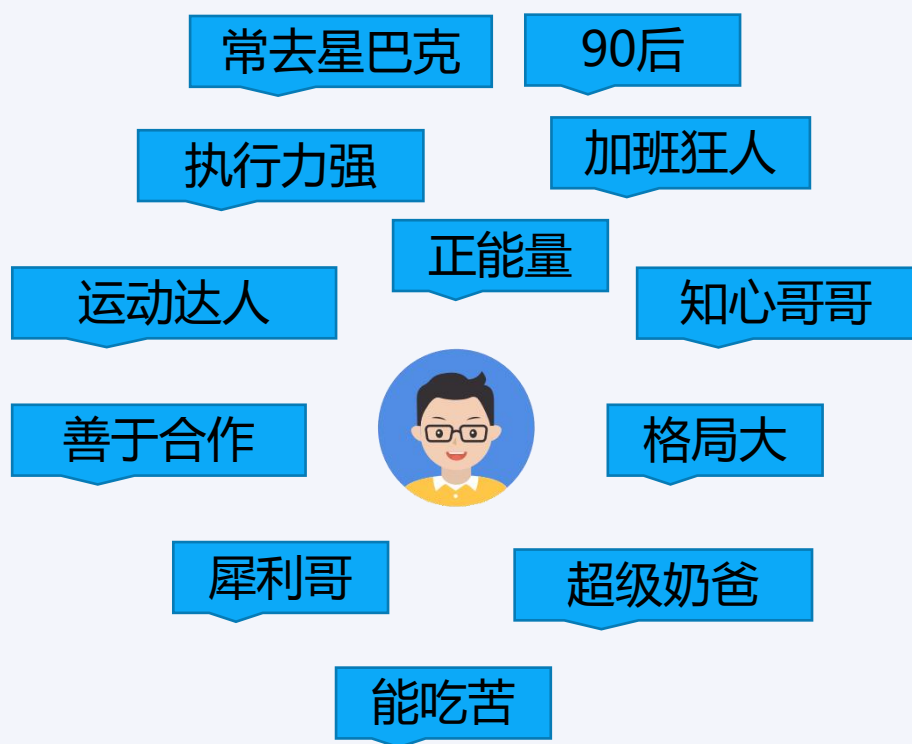 常去星巴克
90后
执行力强
加班狂人
正能量
运动达人
知心哥哥
善于合作
格局大
犀利哥
超级奶爸
能吃苦